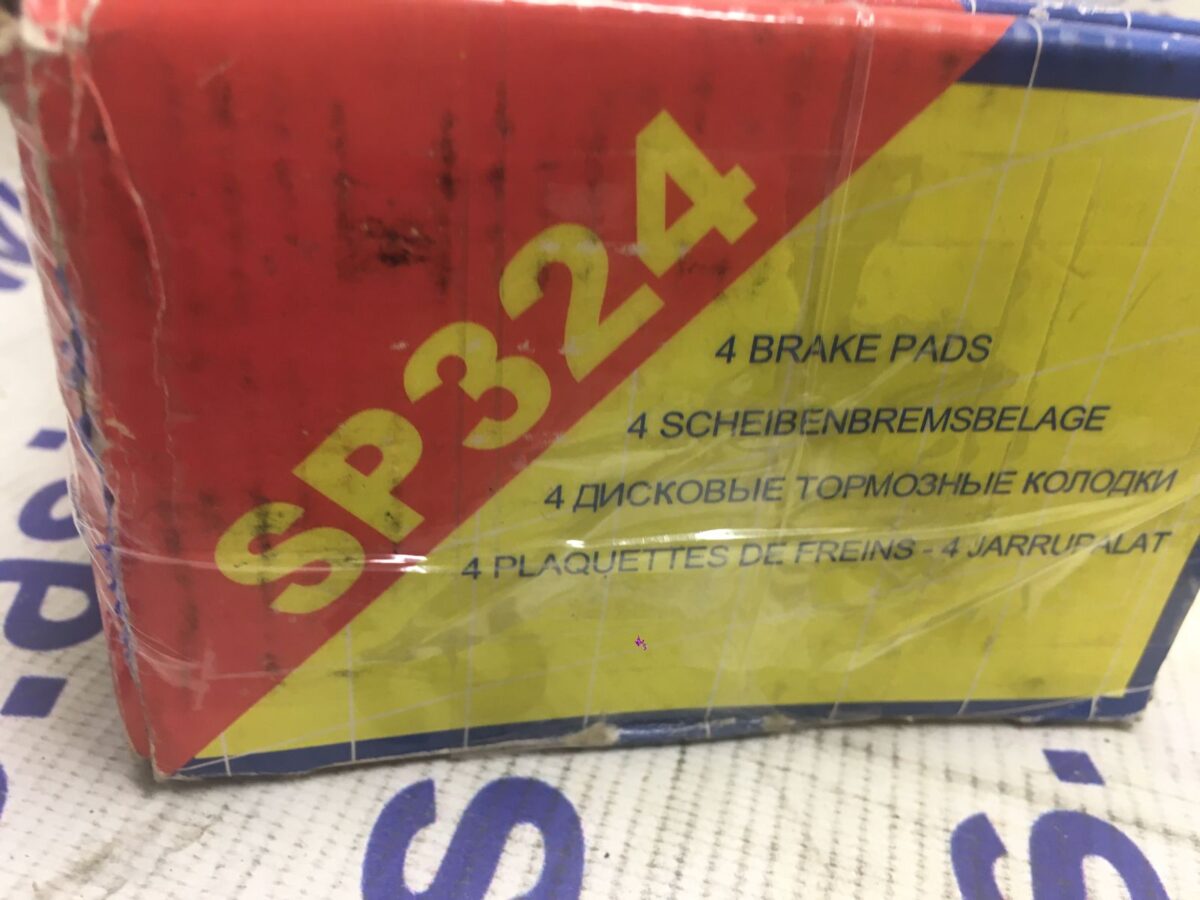 SP324
4 BRAKE PADS
4 SCHEIBENBREMSBELAGE
4 ДИСКОВЫЕ ТОРМОЗНЫЕ КОЛОДКИ
4 PLAQUETTES DE FREINS - 4 JARRUPALAT